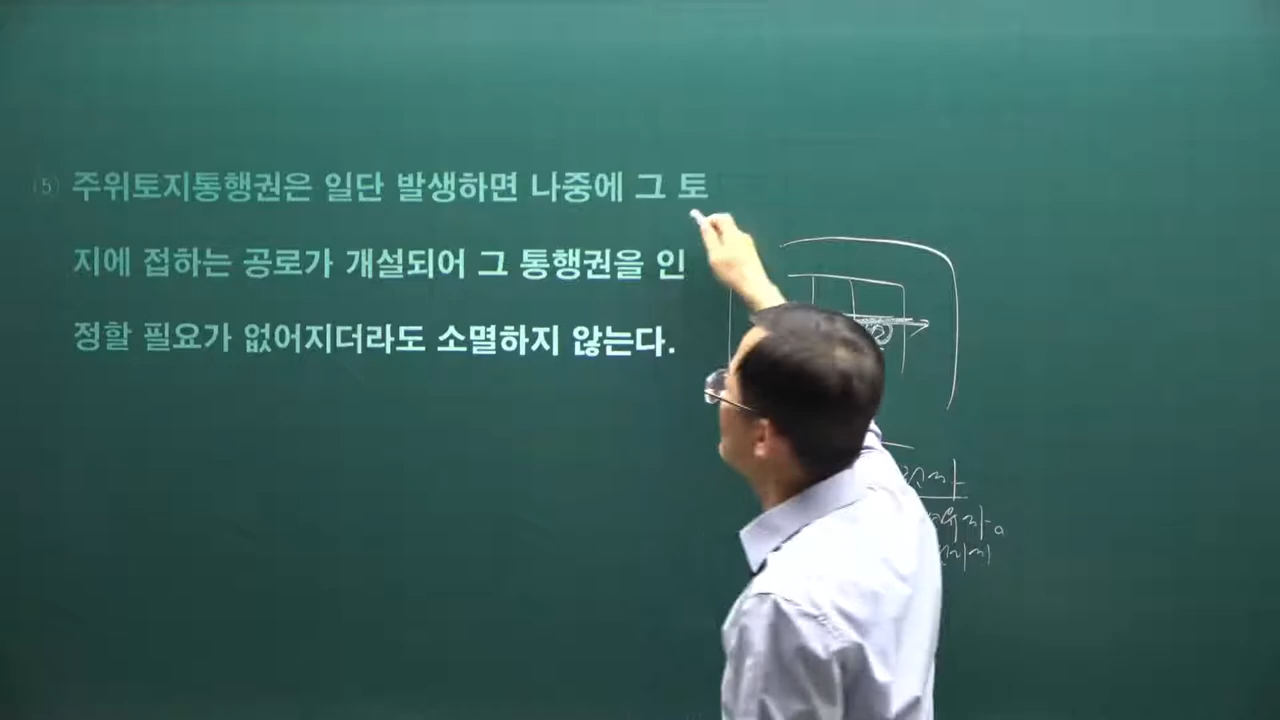 (5) 주위토지통행권은 일단 발생하면 나중에 그 토
지에 접하는 공로가 개설되어 그 통행권을 인
정할 필요가 없어지더라도 소멸하지 않는다.